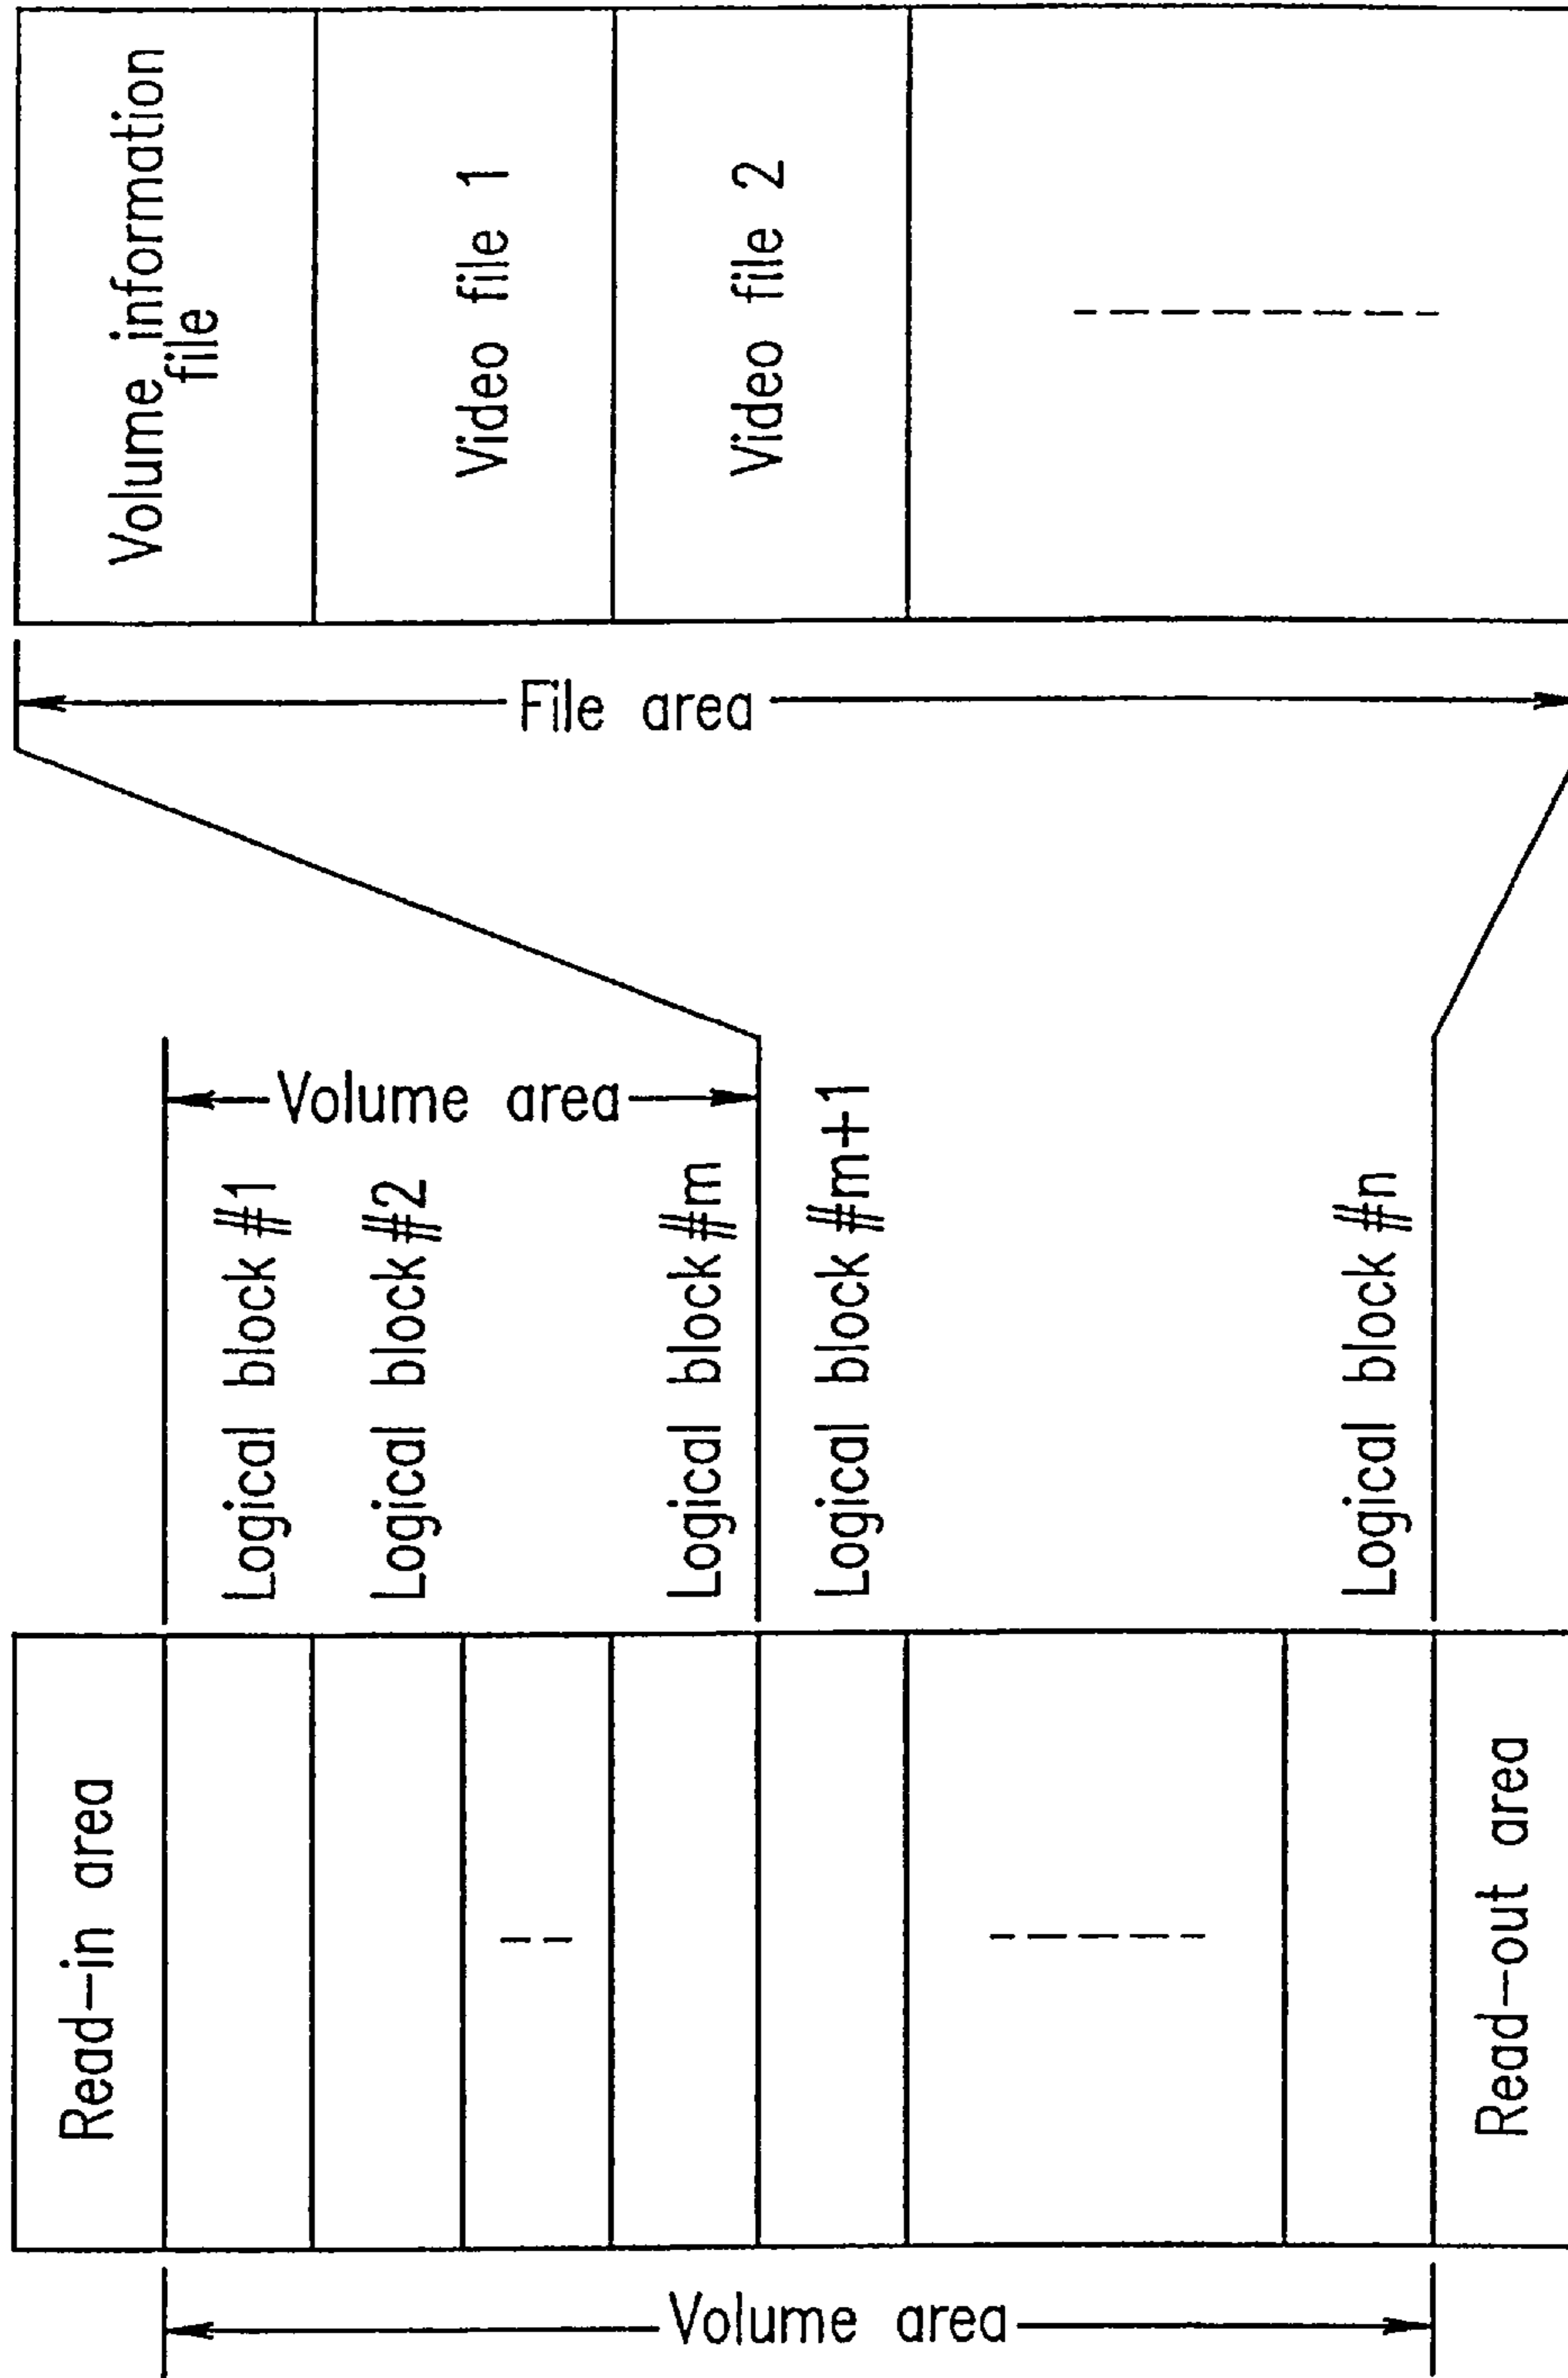 Volume information
file
Video file 1
Video file 2
File area
Volume area
Logical block #1
Logical block #2
Logical block #m
Logical block #m+1
Logical block #n
Read-in area
Read-out area
Volume area